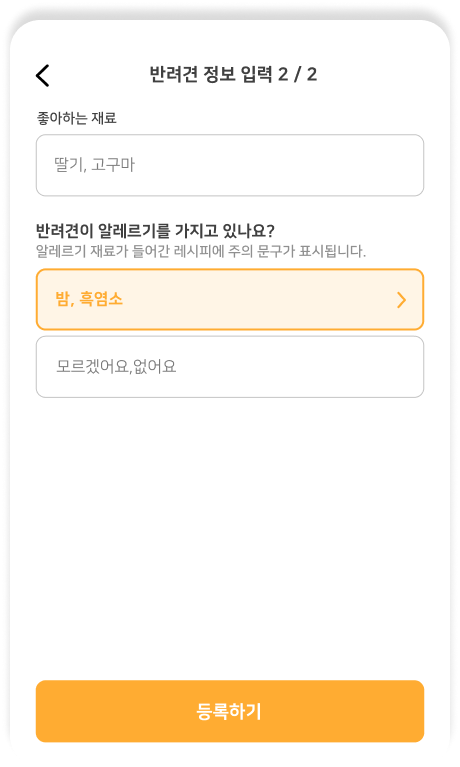 반려견 정보 입력 2 / 2
좋아하는 재료
딸기, 고구마
반려견이 알레르기를 가지고 있나요?
알레르기 재료가 들어간 레시피에 주의 문구가 표시됩니다.
밤, 흑염소
모르겠어요,없어요
등록하기